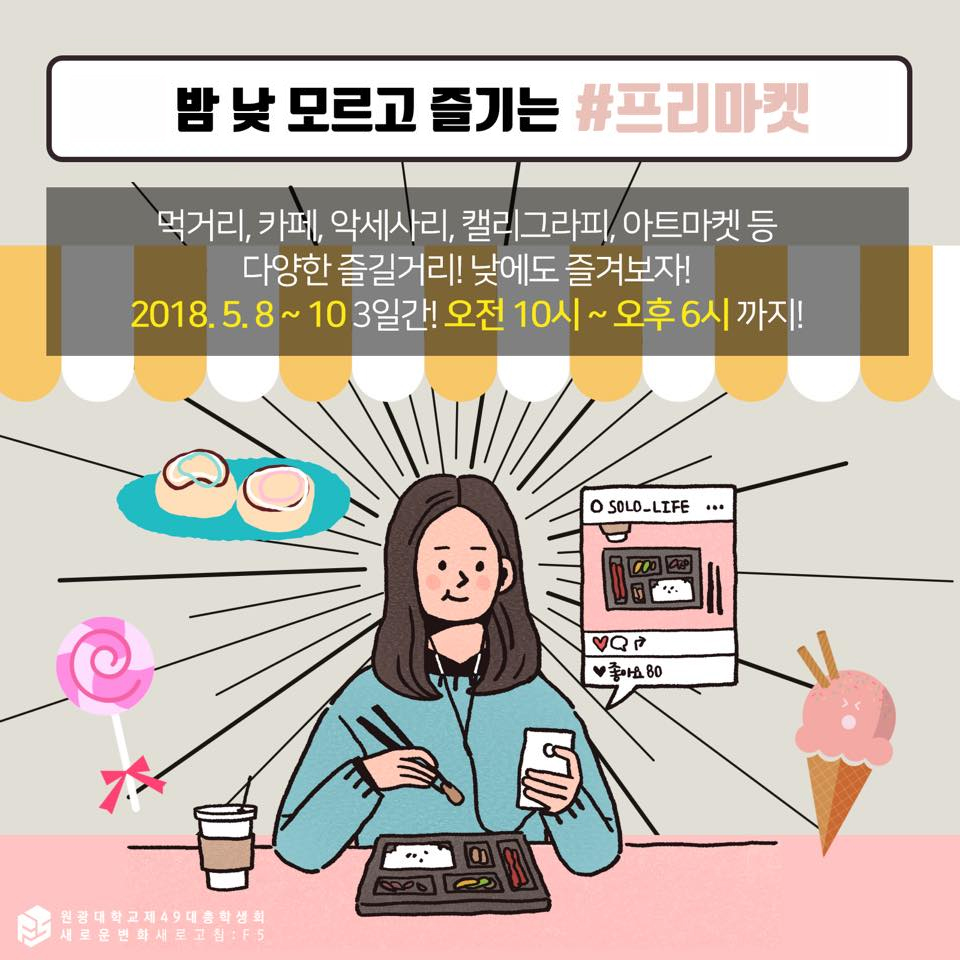 밤 낮 모르고 즐기는 #프리마켓
먹거리, 카페, 악세사리, 캘리그라피, 아트마켓 등
다양한 즐길거리! 낮에도 즐겨보자!
2018. 5. 8 ~ 10 3일간! 오전 10시 ~ 오후 6시 까지!
SOLO_LIFE
좋아요 80
원광대학교제49대총학생회
새로운변화새로고침:F5